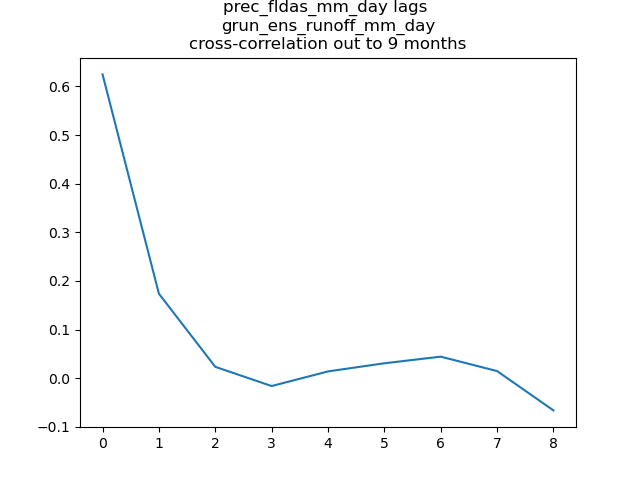 prec_fldas_mm_day lags
grun_ens_runoff_mm_day
cross-correlation out to 9 months
0.6
0.5
0.4
0.3
0.2
0.1
0.0
−0.1
0 1 2 3 4 5 6 7 8